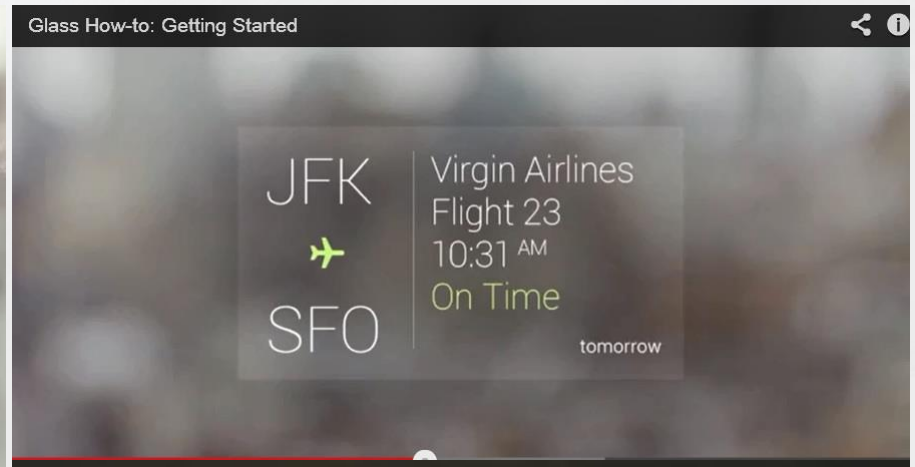 Glass How-to: Getting Started
JFK
SFO
Virgin Airlines
Flight 23
10:31 AM
On Time
tomorrow